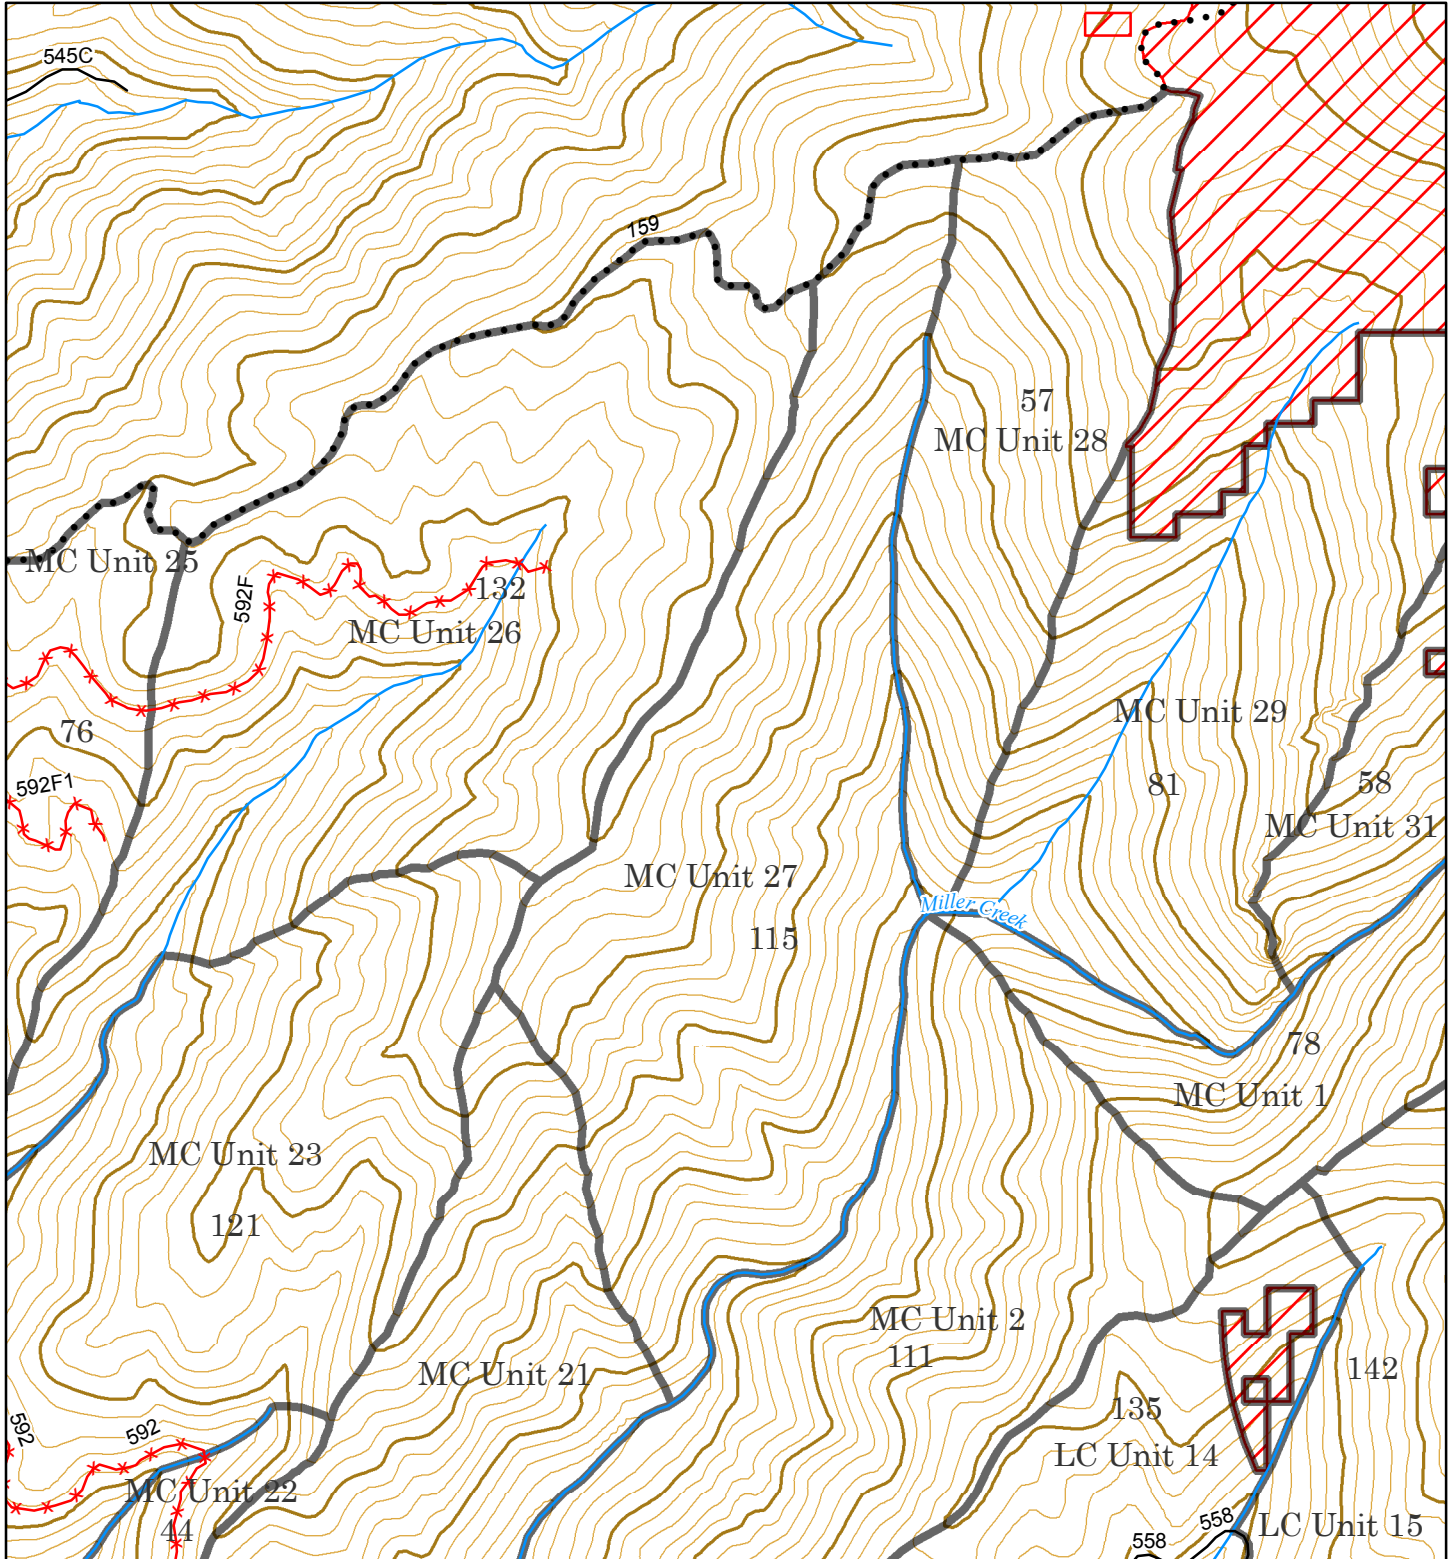 545C
159
57
MC Unit 28
MC Unit 25
592F
132
MC Unit 26
76
MC Unit 29
592F1
81
58
MC Unit 31
MC Unit 27
Miller Creek
115
78
MC Unit 1
MC Unit 23
121
MC Unit 2
111
MC Unit 21
142
135
592
592
LC Unit 14
MC Unit 22
44
558
558
LC Unit 15